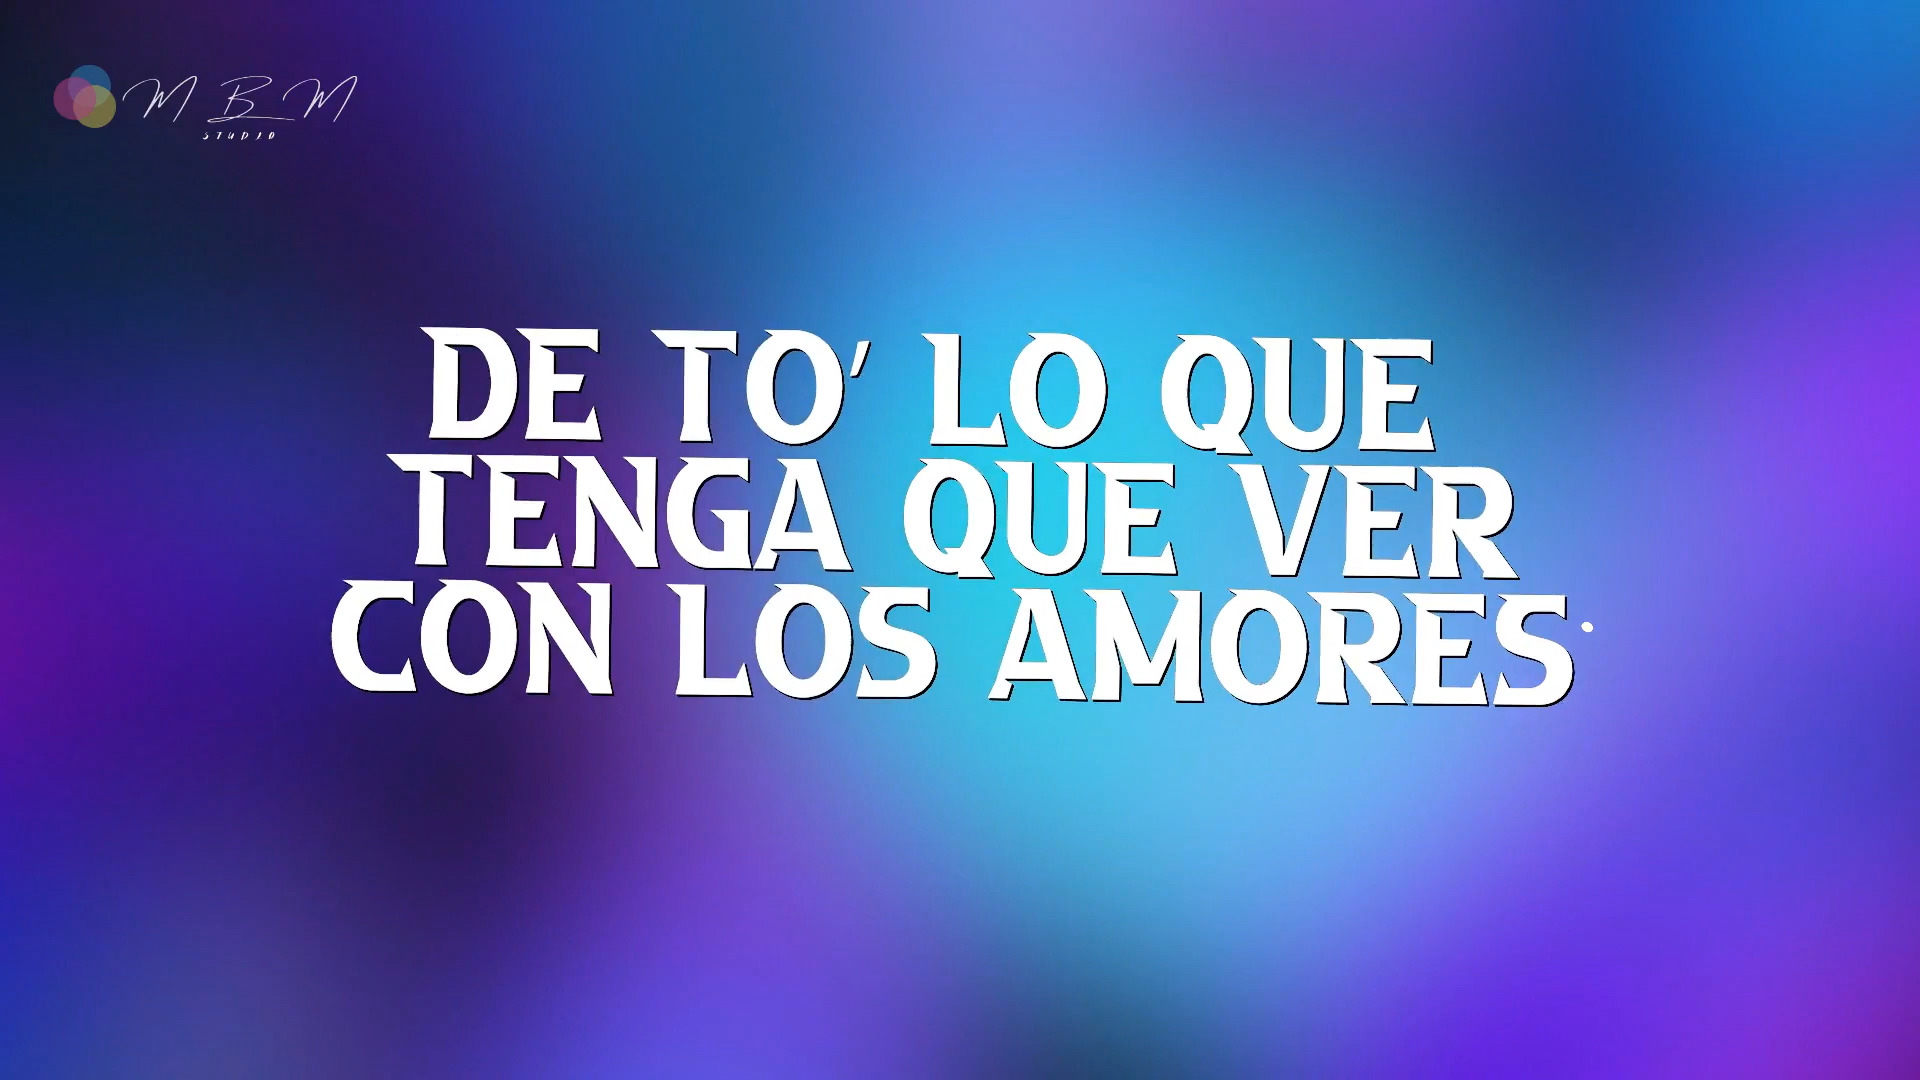 M B M
STUDIO
DE TO' LO QUE
TENGA QUE VER
CON LOS AMORES